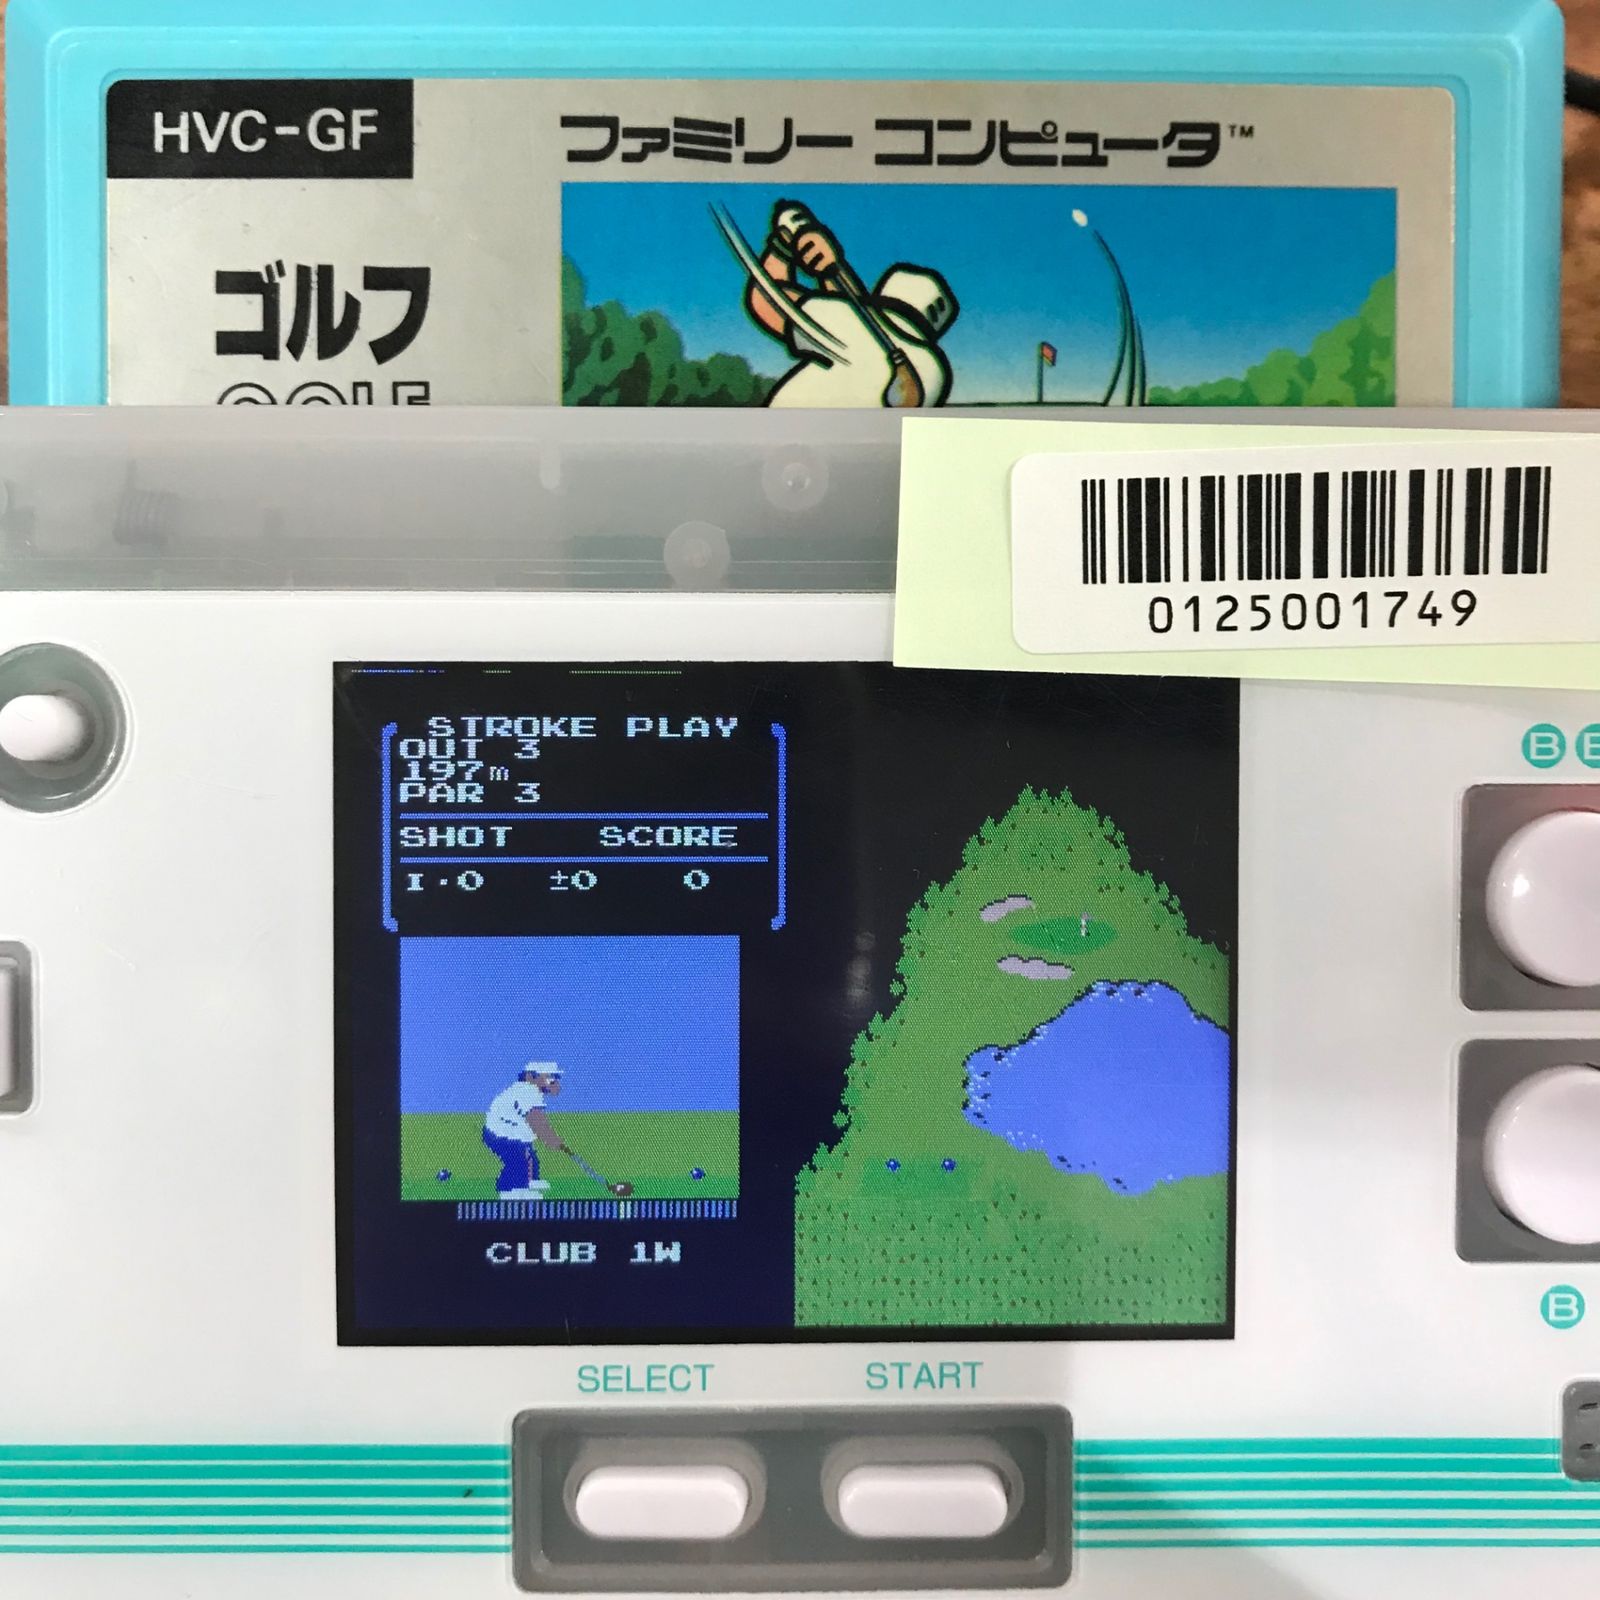 HVC-GF
ファミリー コンピュータ™
ゴルフ
GOLF
0125001749
STROKE PLAY
OUT 3
197m
PAR 3
SHOT SCORE
1·0 ±0 0
CLUB 1W
B
B
SELECT START